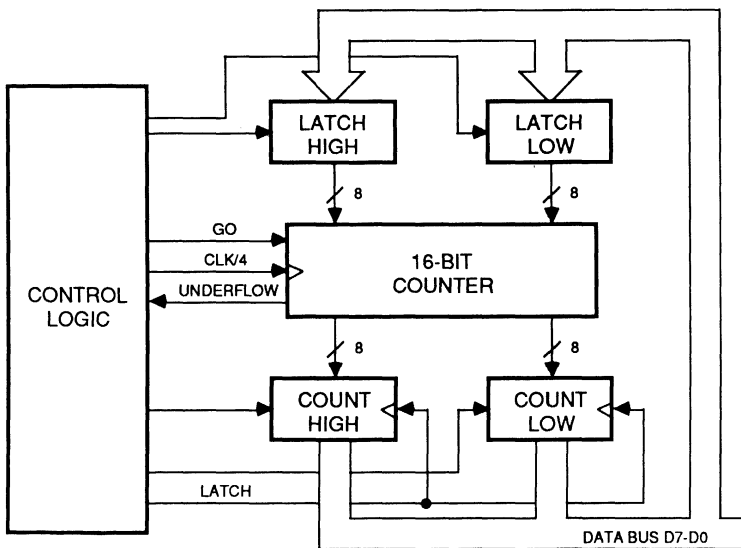 LATCH
HIGH
LATCH
LOW
8
8
GO
CLK/4
UNDERFLOW
CONTROL
LOGIC
16-BIT
COUNTER
8
8
COUNT
HIGH
COUNT
LOW
LATCH
DATA BUS D7-D0